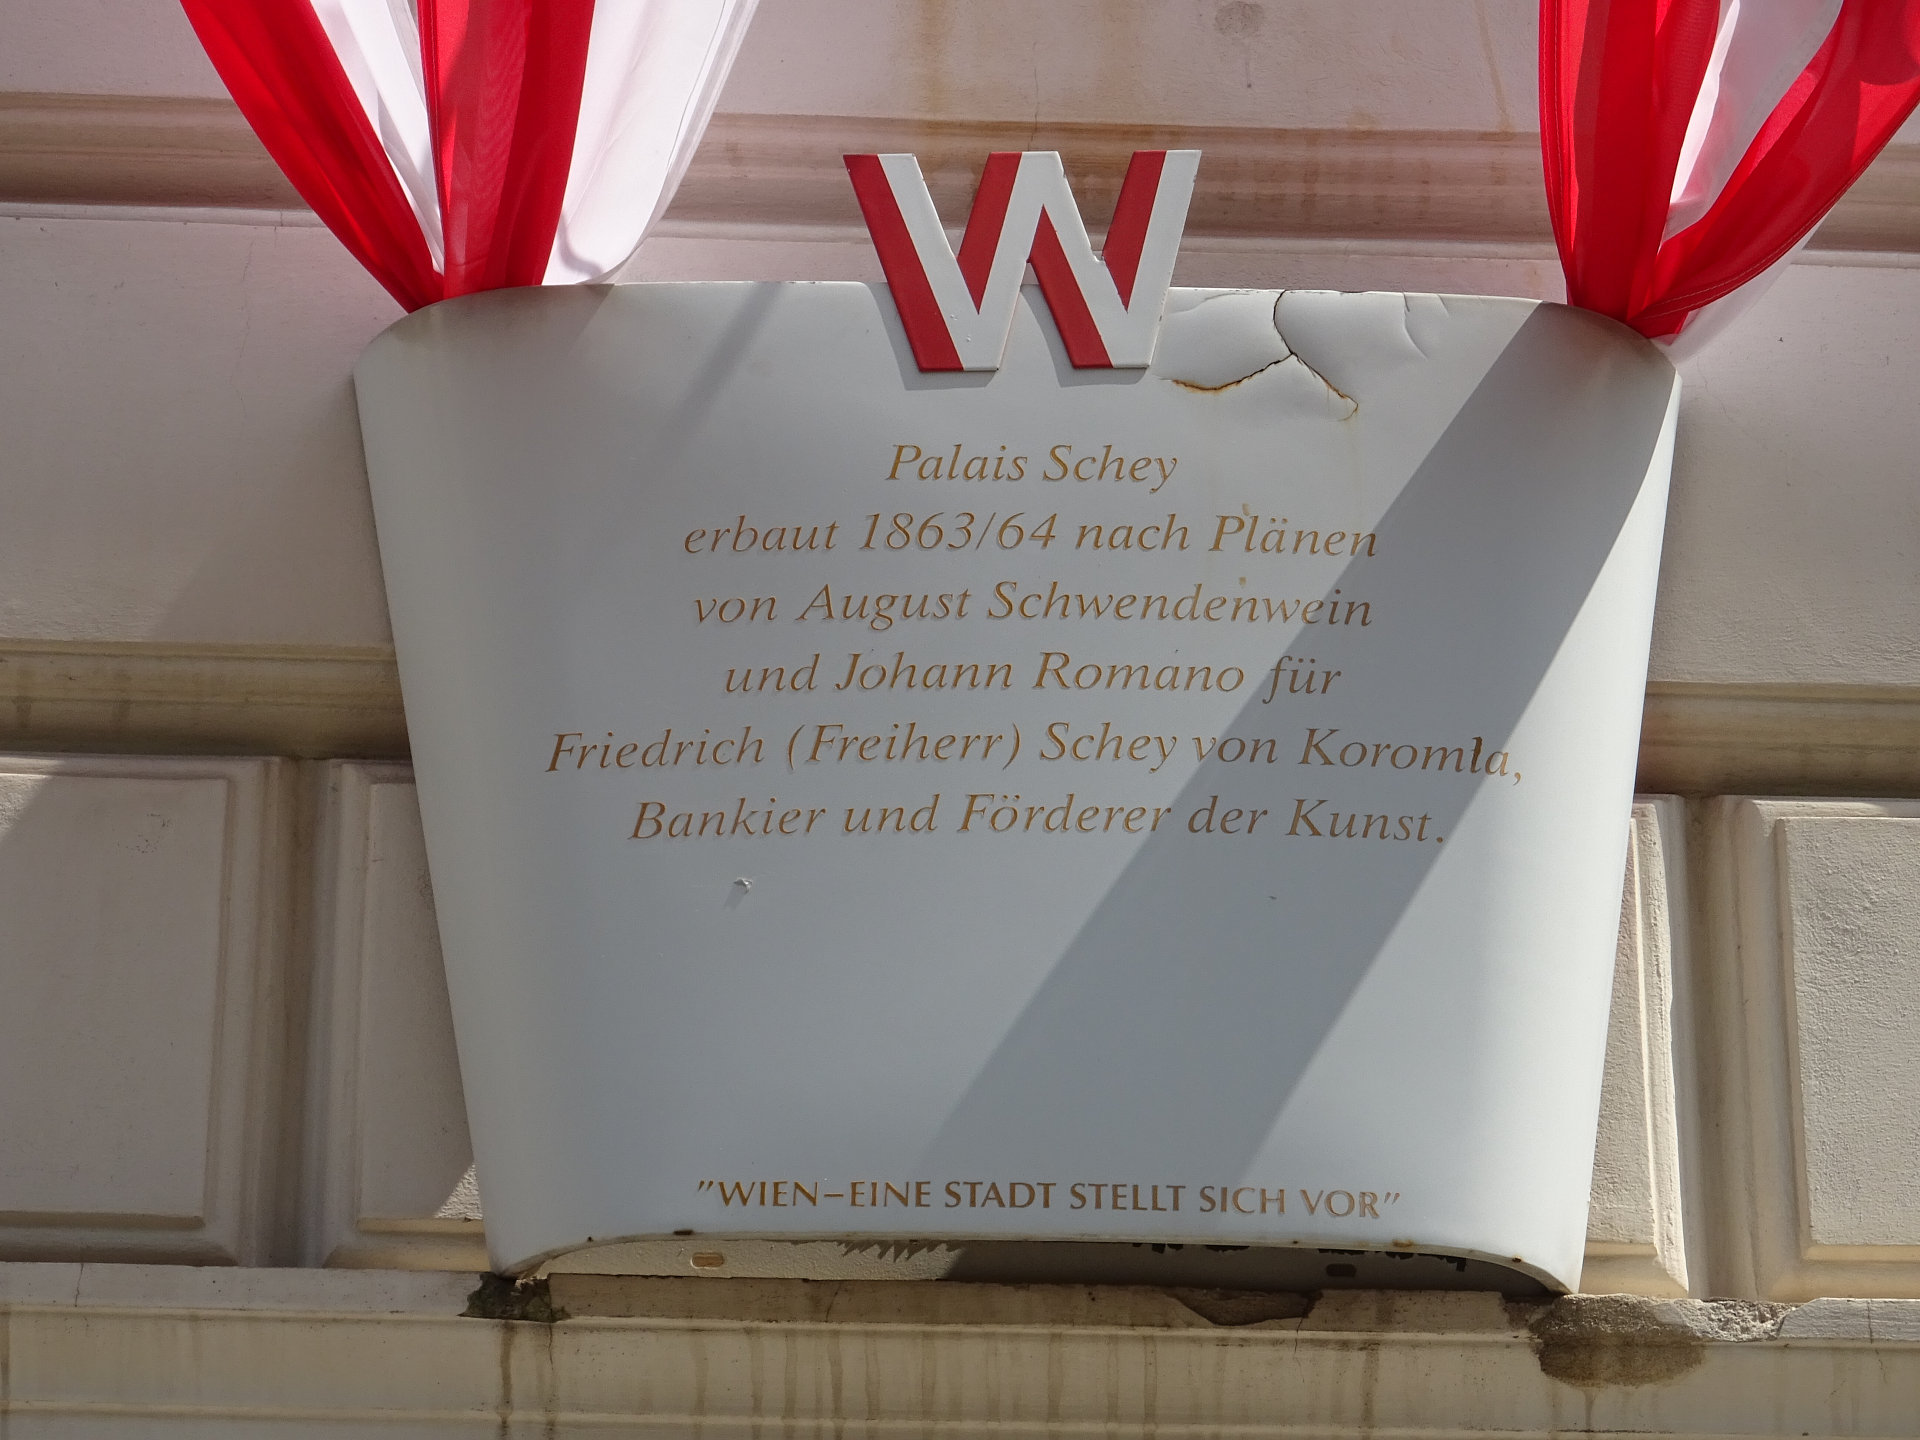 W
Palais Schey
erbaut 1863/64 nach Plänen
von August Schwendenwein
und Johann Romano für
Friedrich (Freiherr) Schey von Koromla,
Bankier und Förderer der Kunst.
"WIEN–EINE STADT STELLT SICH VOR"